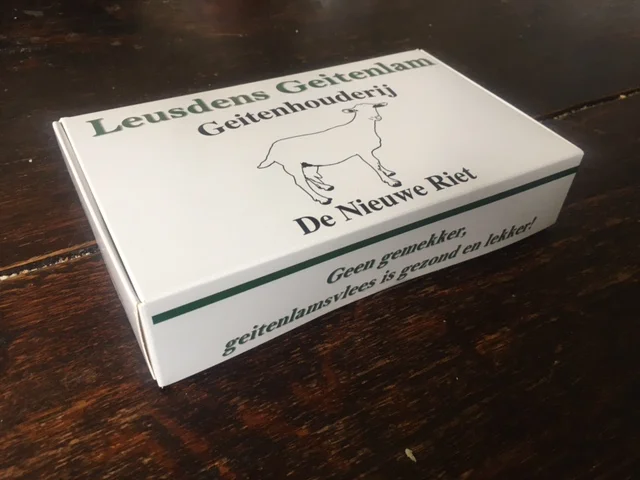 Leusdens Geitenlam
Geitenhouderij
De Nieuwe Riet
Geen gemekker,
geitenlamsvlees is gezond en lekker!